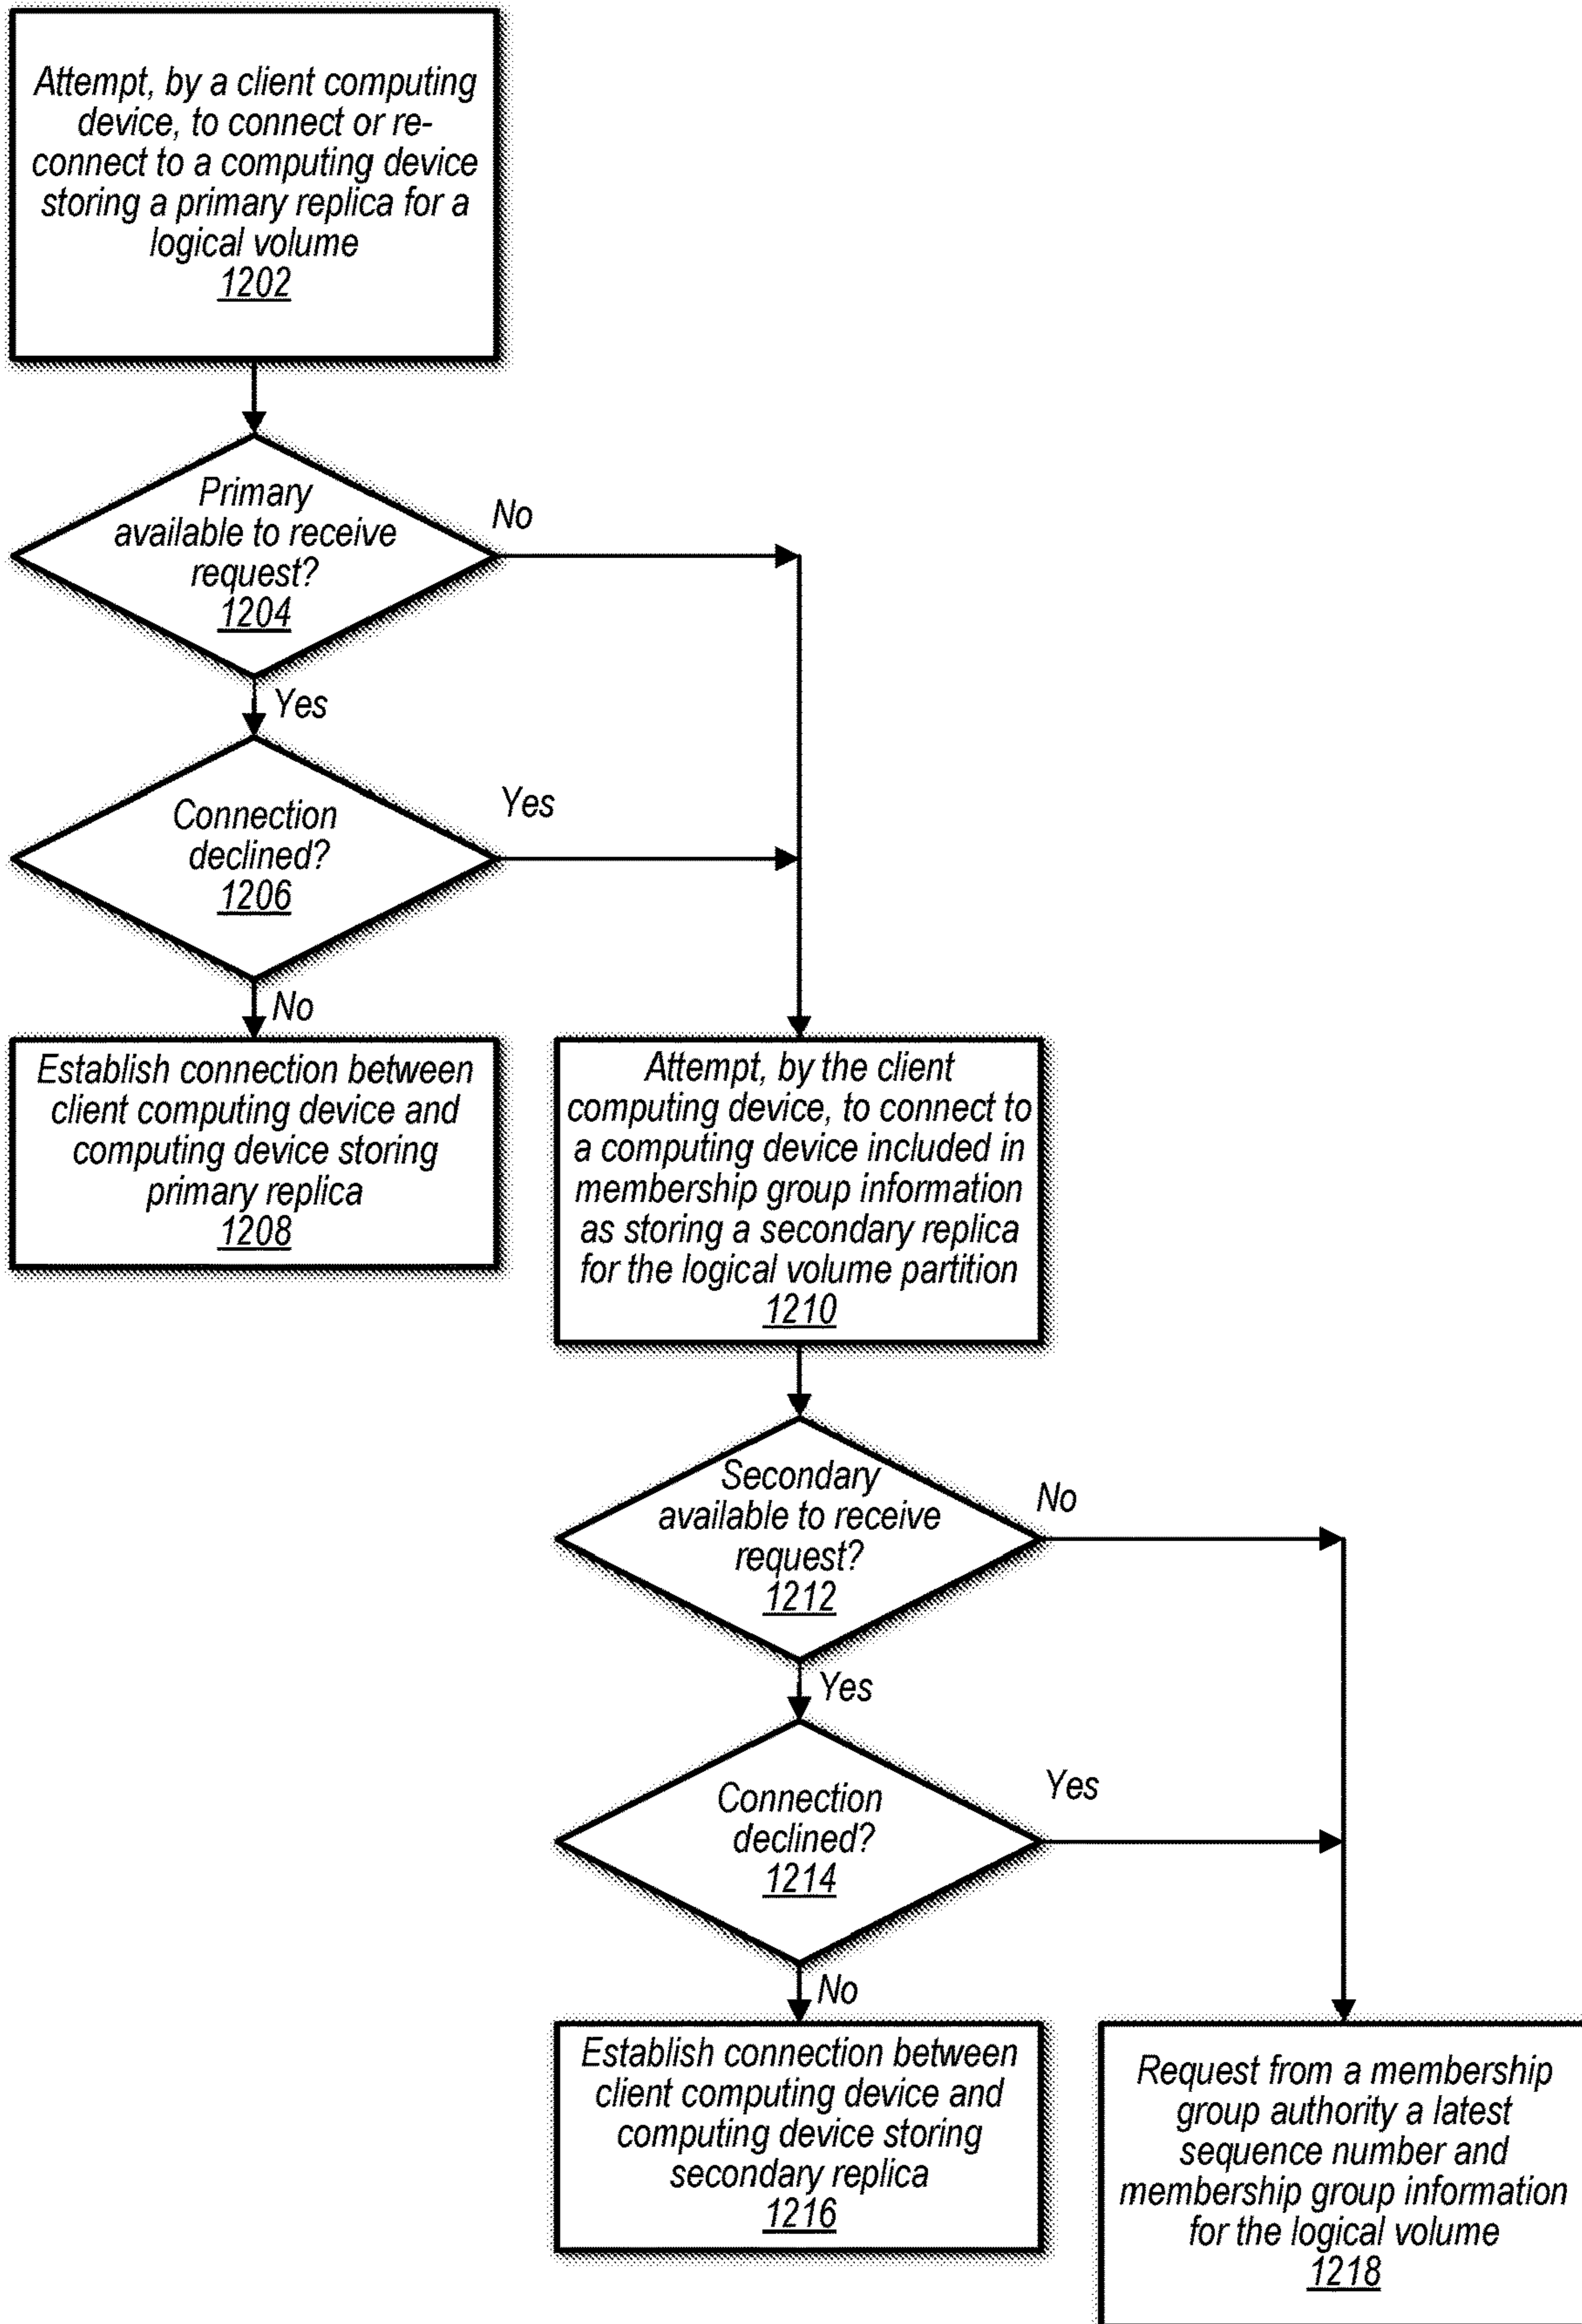 Attempt, by a client computing
device, to connect or re-
connect to a computing device
storing a primary replica for a
logical volume
1202
Primary
available to receive
request?
1204
No
Yes
Connection
declined?
1206
Yes
No
Establish connection between
client computing device and
computing device storing
primary replica
1208
Attempt, by the client
computing device, to connect to
a computing device included in
membership group information
as storing a secondary replica
for the logical volume partition
1210
Secondary
available to receive
request?
1212
No
Yes
Connection
declined?
1214
Yes
No
Establish connection between
client computing device and
computing device storing
secondary replica
1216
Request from a membership
group authority a latest
sequence number and
membership group information
for the logical volume
1218